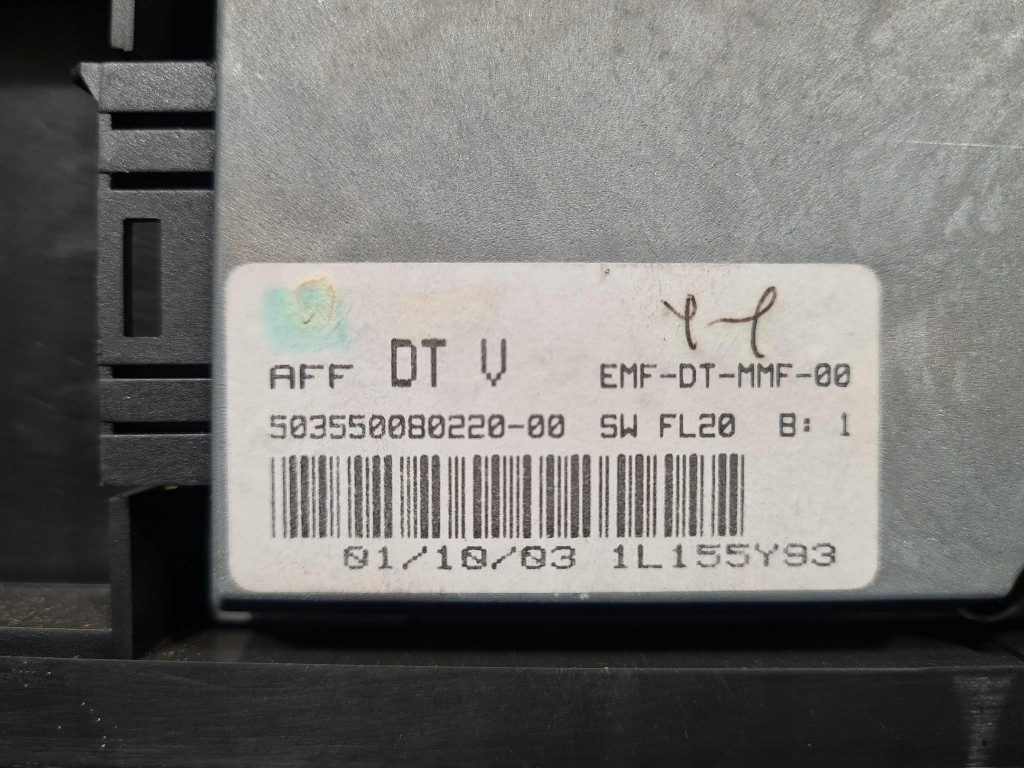 AFF DT V EMF-DT-MMF-00
503550080220-00 SW FL20 B: 1
01/10/03 1L155Y93